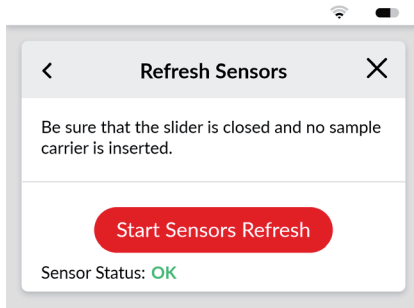 Refresh Sensors
Be sure that the slider is closed and no sample
carrier is inserted.
Start Sensors Refresh
Sensor Status: OK